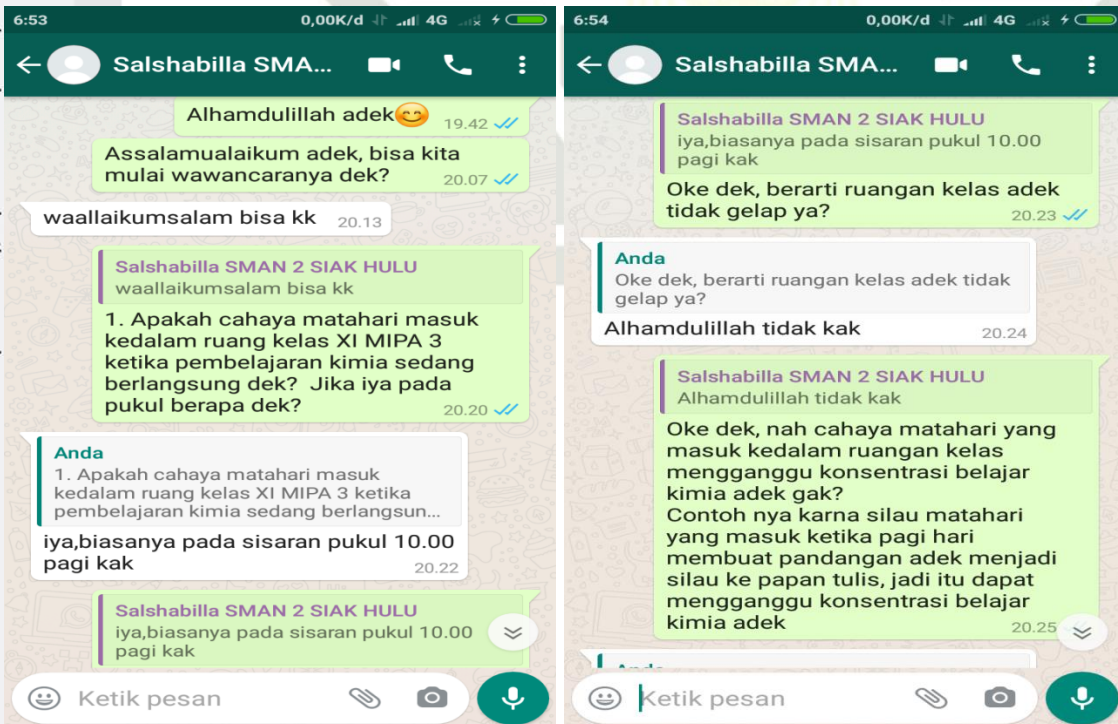 6:53
0,00K/d
4G
Salshabilla SMA...
Alhamdulillah adek😊
19.42
Assalamualaikum adek, bisa kita
mulai wawancaranya dek?
20.07
waallaikumsalam bisa kk
20.13
Salshabilla SMAN 2 SIAK HULU
waallaikumsalam bisa kk
1. Apakah cahaya matahari masuk
kedalam ruang kelas XI MIPA 3
ketika pembelajaran kimia sedang
berlangsung dek? Jika iya pada
pukul berapa dek?
20.20
Anda
1. Apakah cahaya matahari masuk
kedalam ruang kelas XI MIPA 3 ketika
pembelajaran kimia sedang berlangsun...
iya,biasanya pada sisaran pukul 10.00
pagi kak
20.22
Salshabilla SMAN 2 SIAK HULU
iya,biasanya pada sisaran pukul 10.00
pagi kak
Ketik pesan
6:54
0,00K/d
4G
Salshabilla SMA...
Salshabilla SMAN 2 SIAK HULU
iya,biasanya pada sisaran pukul 10.00
pagi kak
Oke dek, berarti ruangan kelas adek
tidak gelap ya?
20.23
Anda
Oke dek, berarti ruangan kelas adek tidak
gelap ya?
Alhamdulillah tidak kak
20.24
Salshabilla SMAN 2 SIAK HULU
Alhamdulillah tidak kak
Oke dek, nah cahaya matahari yang
masuk kedalam ruangan kelas
mengganggu konsentrasi belajar
kimia adek gak?
Contoh nya karna silau matahari
yang masuk ketika pagi hari
membuat pandangan adek menjadi
silau ke papan tulis, jadi itu dapat
mengganggu konsentrasi belajar
kimia adek
20.25
Ketik pesan